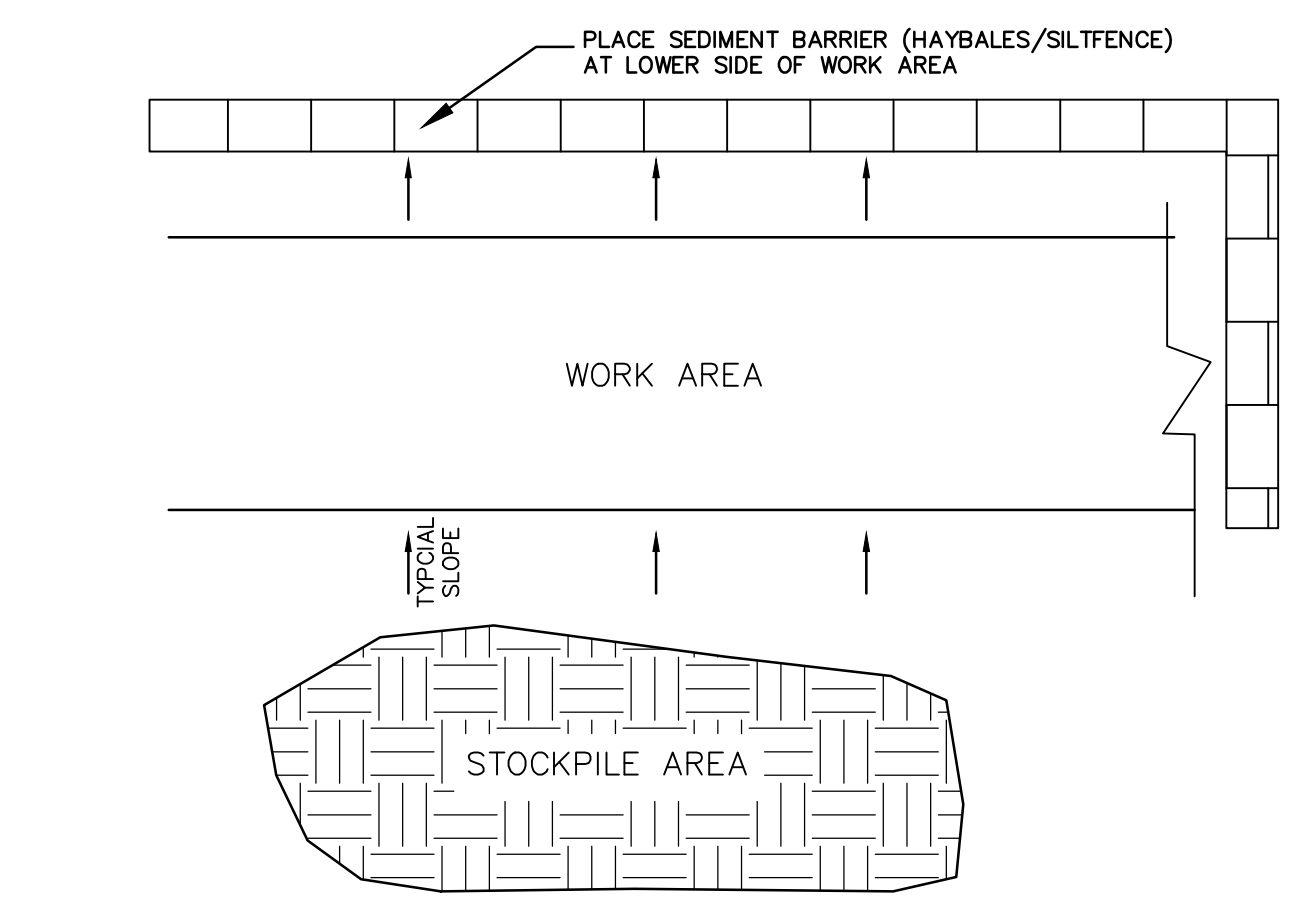 PLACE SEDIMENT BARRIER (HAYBALES/SILTFENCE)
AT LOWER SIDE OF WORK AREA
WORK AREA
TYPCIAL
SLOPE
STOCKPILE AREA